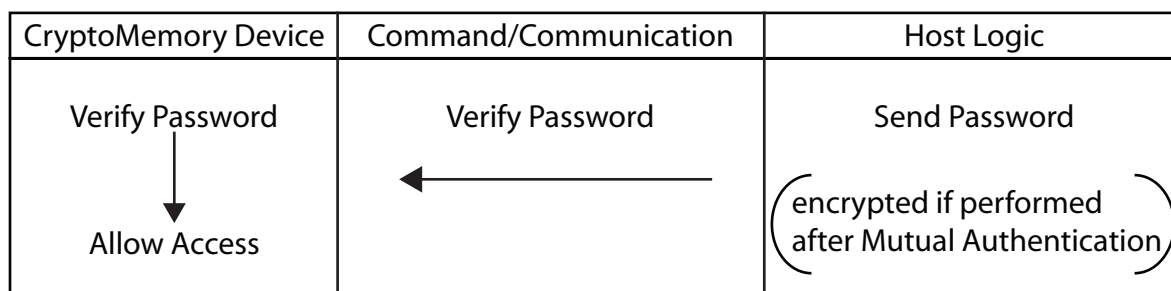 CryptoMemory Device
Command/Communication
Host Logic
Verify Password
Verify Password
Send Password
Allow Access
(encrypted if performed
after Mutual Authentication)